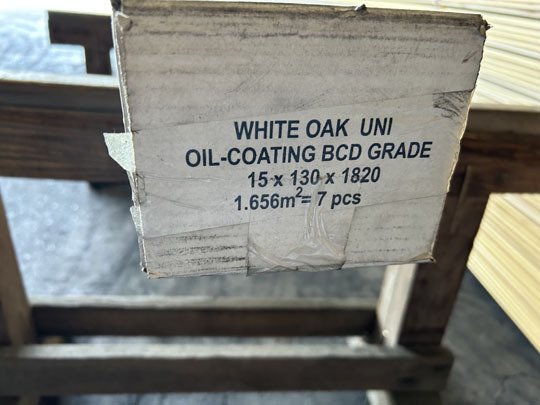 WHITE OAK UNI
OIL-COATING BCD GRADE
15 x 130 x 1820
1.656m²= 7 pcs